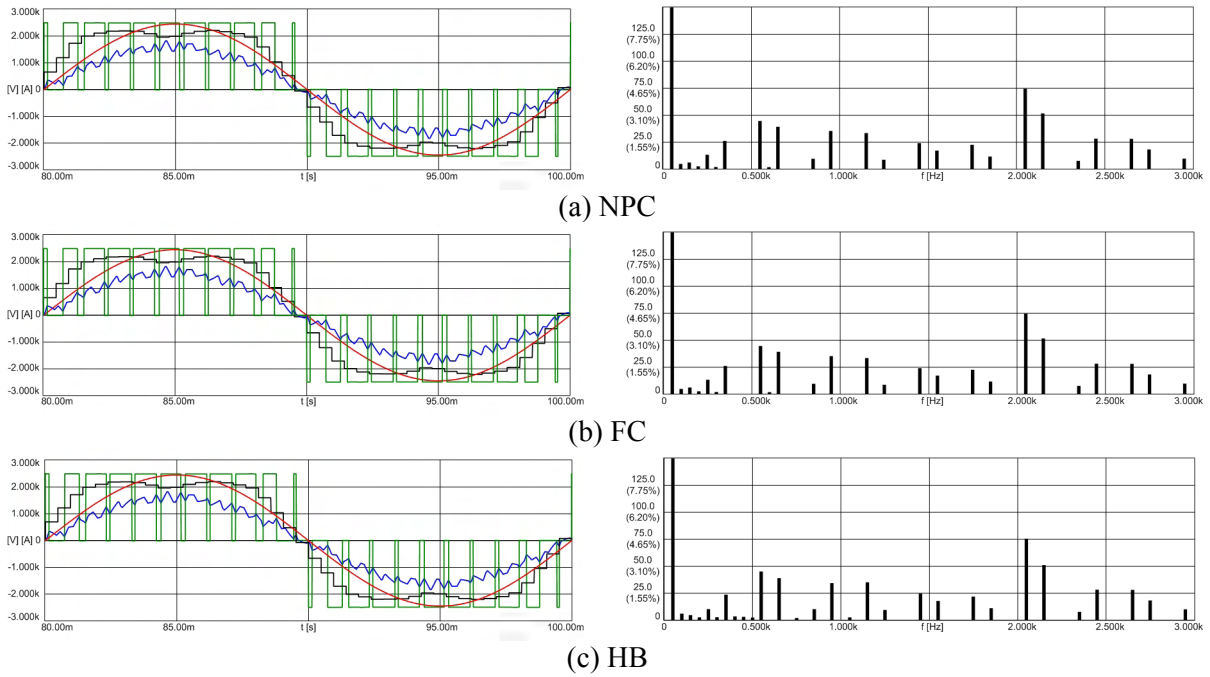 3.000k
2.000k
1.000k
[V] [A] 0
-1.000k
-2.000k
-3.000k
80.00m 85.00m t [s] 95.00m 100.00m
125.0
(7.75%)
100.0
(6.20%)
75.0
(4.65%)
50.0
(3.10%)
25.0
(1.55%)
0
0 0.500k 1.000k f [Hz] 2.000k 2.500k 3.000k
(a) NPC
3.000k
2.000k
1.000k
[V] [A] 0
-1.000k
-2.000k
-3.000k
80.00m 85.00m t [s] 95.00m 100.00m
125.0
(7.75%)
100.0
(6.20%)
75.0
(4.65%)
50.0
(3.10%)
25.0
(1.55%)
0
0 0.500k 1.000k f [Hz] 2.000k 2.500k 3.000k
(b) FC
3.000k
2.000k
1.000k
[V] [A] 0
-1.000k
-2.000k
-3.000k
80.00m 85.00m t [s] 95.00m 100.00m
125.0
(7.75%)
100.0
(6.20%)
75.0
(4.65%)
50.0
(3.10%)
25.0
(1.55%)
0
0 0.500k 1.000k f [Hz] 2.000k 2.500k 3.000k
(c) HB